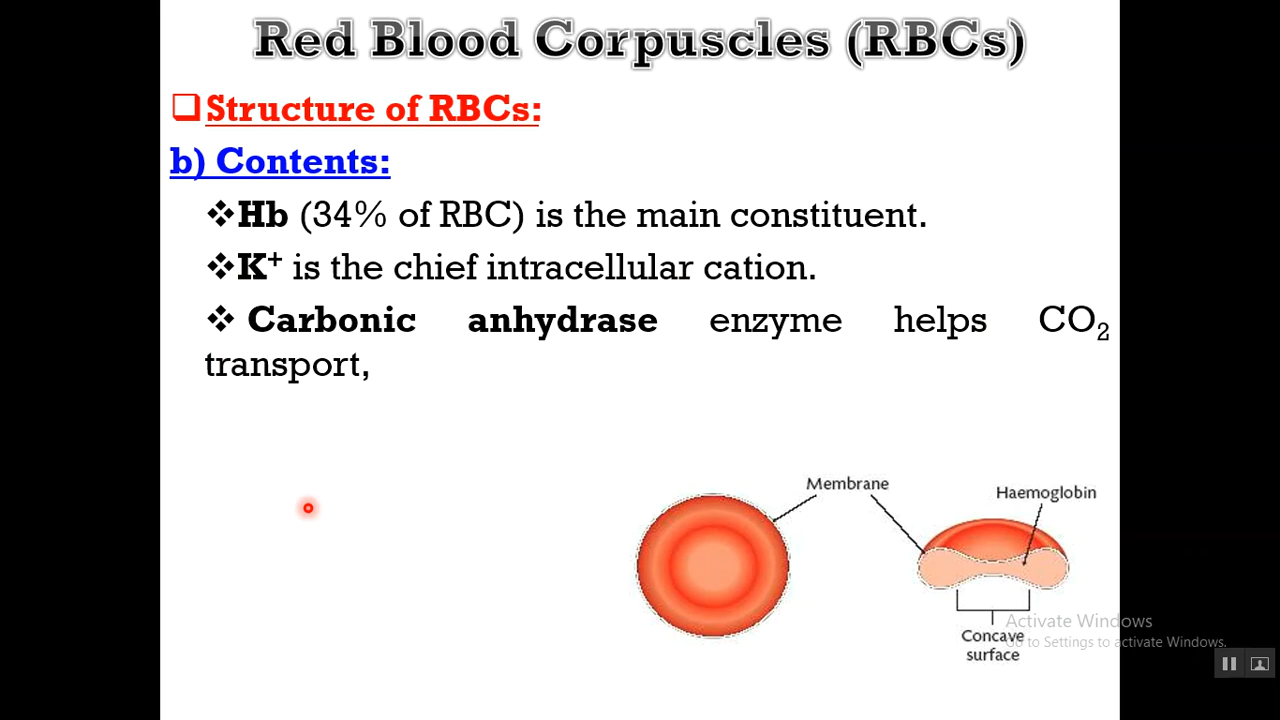 Red Blood Corpuscles (RBCs)
❑Structure of RBCs:
b) Contents:
❖Hb (34% of RBC) is the main constituent.
❖K⁺ is the chief intracellular cation.
❖ Carbonic anhydrase enzyme helps CO₂
transport,
Membrane
Haemoglobin
Concave
surface
Activate Windows
Go to Settings to activate Windows.